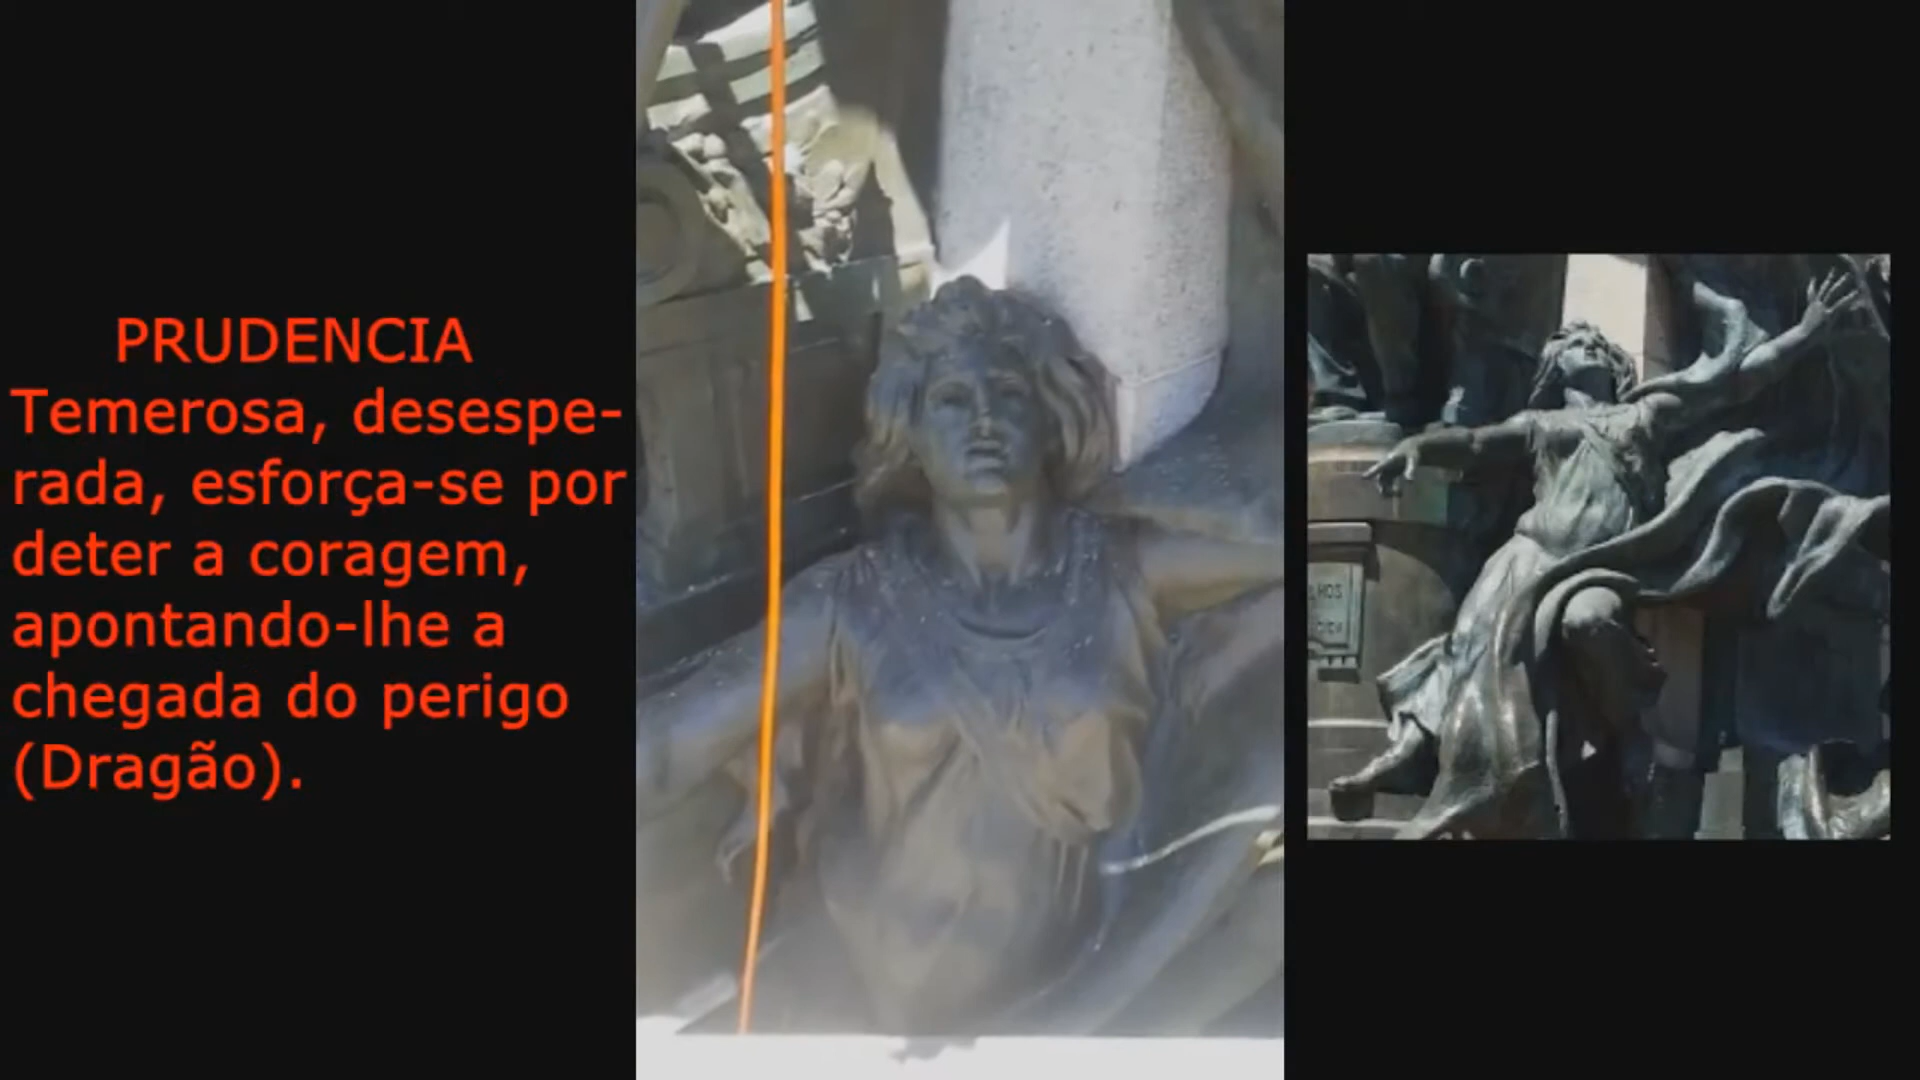 PRUDENCIA
Temerosa, desespe-
rada, esforça-se por
deter a coragem,
apontando-lhe a
chegada do perigo
(Dragão).